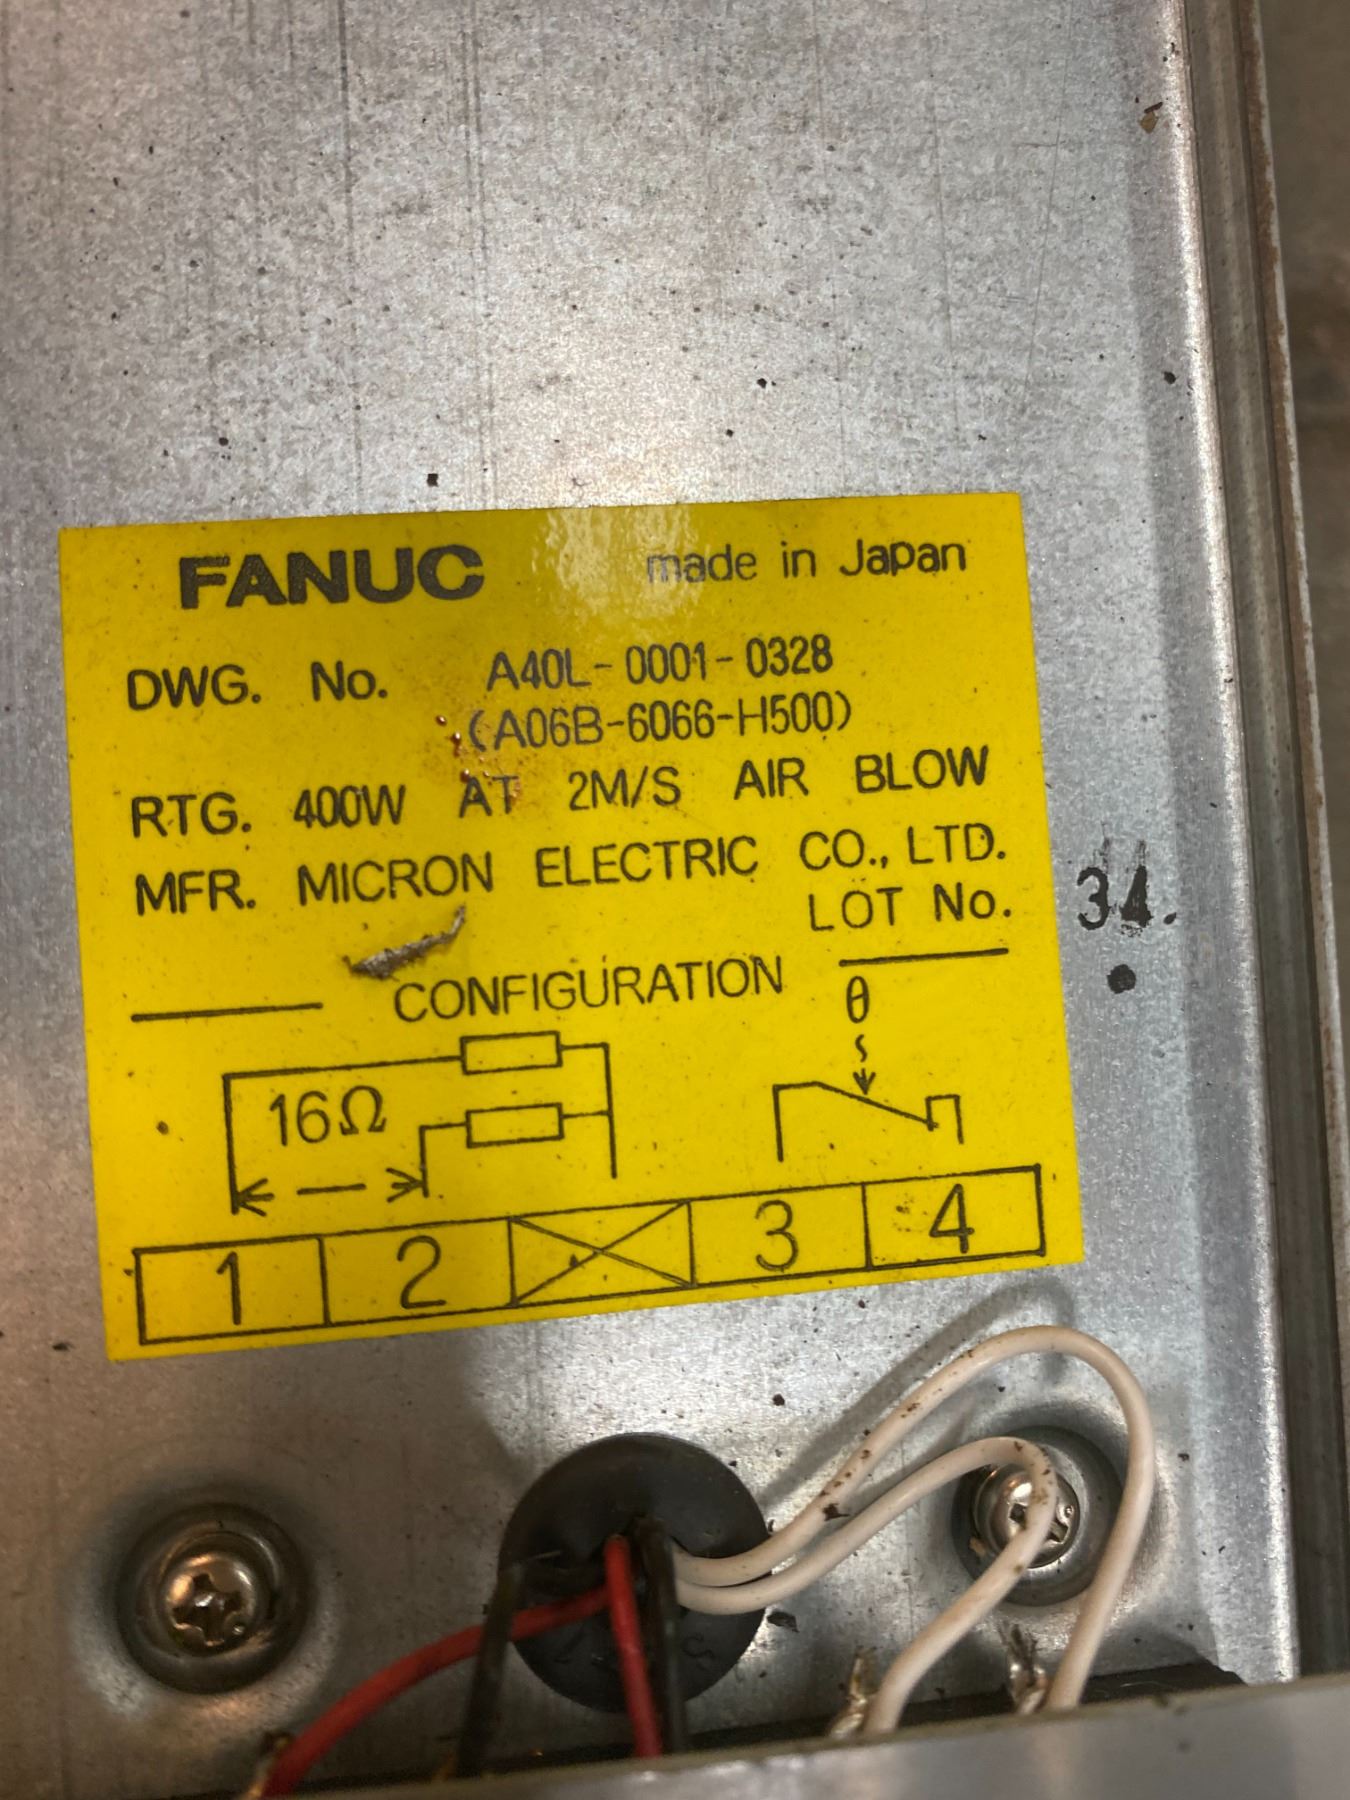 FANUC made in Japan
DWG. No. A40L-0001-0328
(A06B-6066-H500)
RTG. 400W AT 2M/S AIR BLOW
MFR. MICRON ELECTRIC CO., LTD.
LOT No. 34.
CONFIGURATION
θ
16Ω
1 2 3 4